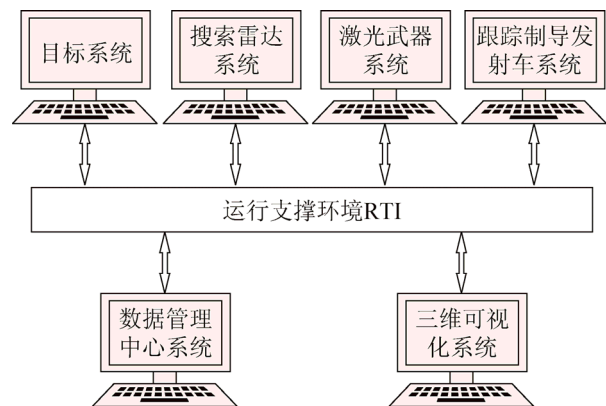 目标系统
搜索雷达
系统
激光武器
系统
跟踪制导发
射车系统
运行支撑环境RTI
数据管理
中心系统
三维可视
化系统